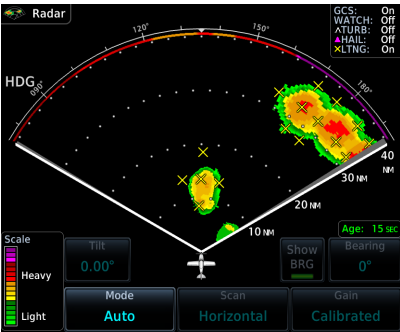 Radar
GCS: On
WATCH: Off
TURB: Off
HAIL: Off
LTNG: On
120°
150°
090°
180°
HDG
40
NM
30 NM
20 NM
10 NM
Age: 15 SEC
Scale
Heavy
Light
Tilt
0.00°
Show
BRG
Bearing
0°
Mode
Auto
Scan
Horizontal
Gain
Calibrated